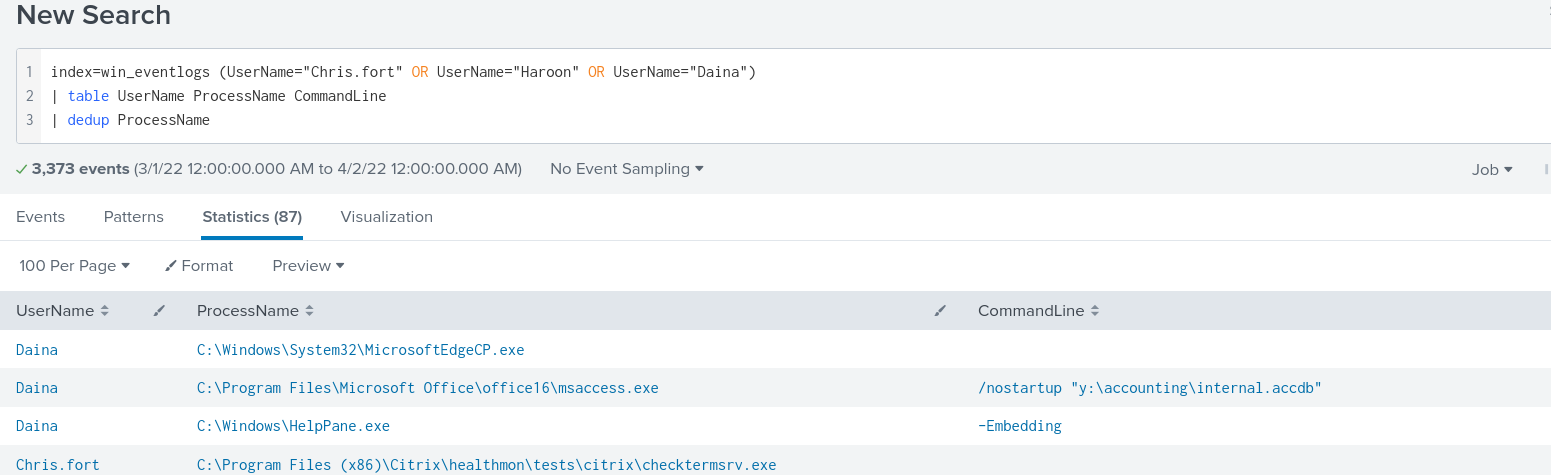 New Search
1 index=win_eventlogs (UserName="Chris.fort" OR UserName="Haroon" OR UserName="Daina")
2 | table UserName ProcessName CommandLine
3 | dedup ProcessName
3,373 events (3/1/22 12:00:00.000 AM to 4/2/22 12:00:00.000 AM) No Event Sampling Job
Events Patterns Statistics (87) Visualization
100 Per Page Format Preview
UserName ProcessName CommandLine
Daina C:\Windows\System32\MicrosoftEdgeCP.exe
Daina C:\Program Files\Microsoft Office\office16\msaccess.exe /nostartup "y:\accounting\internal.accdb"
Daina C:\Windows\HelpPane.exe -Embedding
Chris.fort C:\Program Files (x86)\Citrix\healthmon\tests\citrix\checktermsrv.exe